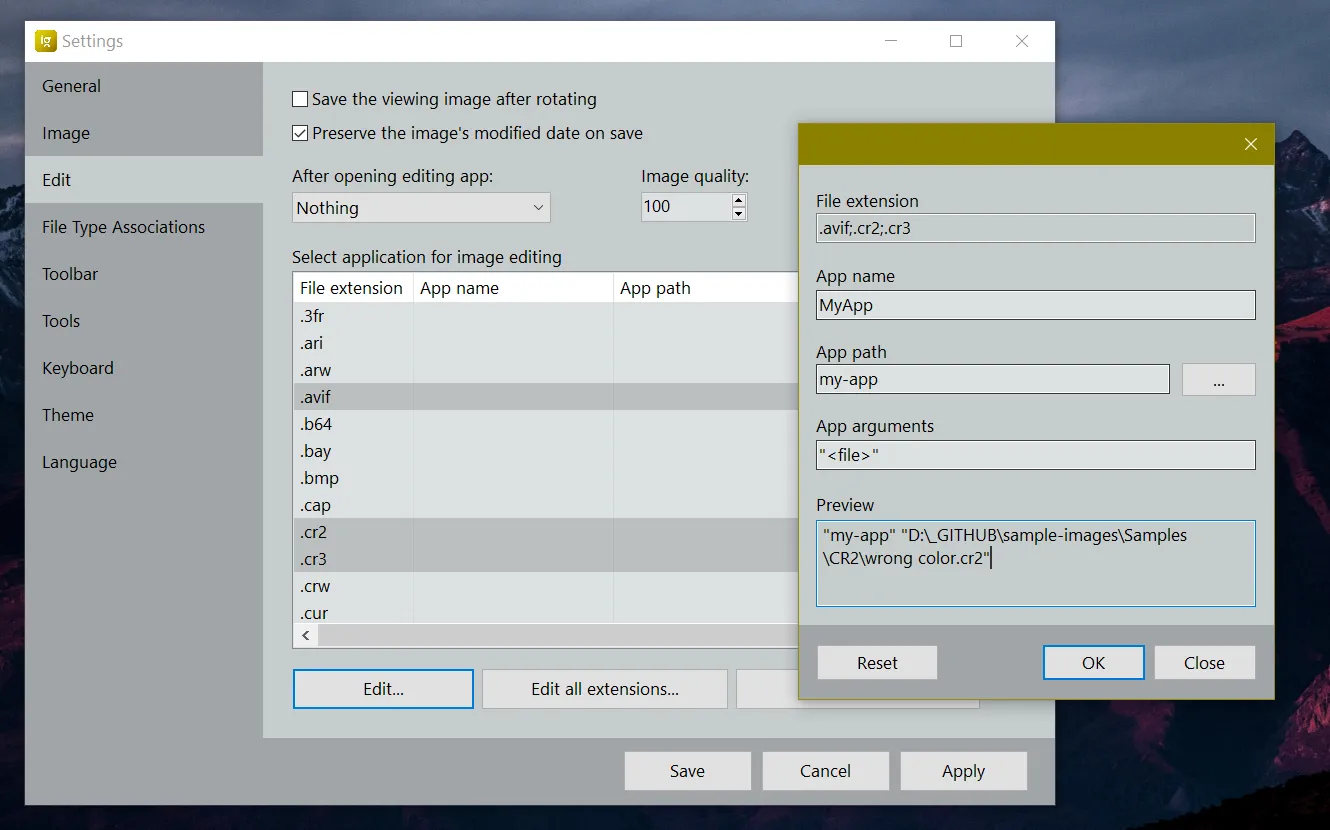 Settings
General
Image
Edit
File Type Associations
Toolbar
Tools
Keyboard
Theme
Language
Save the viewing image after rotating
Preserve the image's modified date on save
After opening editing app:
Nothing
Image quality:
100
Select application for image editing
File extension App name App path
.3fr
.ari
.arw
.avif
.b64
.bay
.bmp
.cap
.cr2
.cr3
.crw
.cur
Edit...
Edit all extensions...
Save
Cancel
Apply
File extension
.avif;.cr2;.cr3
App name
MyApp
App path
my-app
...
App arguments
"<file>"
Preview
"my-app" "D:\_GITHUB\sample-images\Samples
\CR2\wrong color.cr2"
Reset
OK
Close